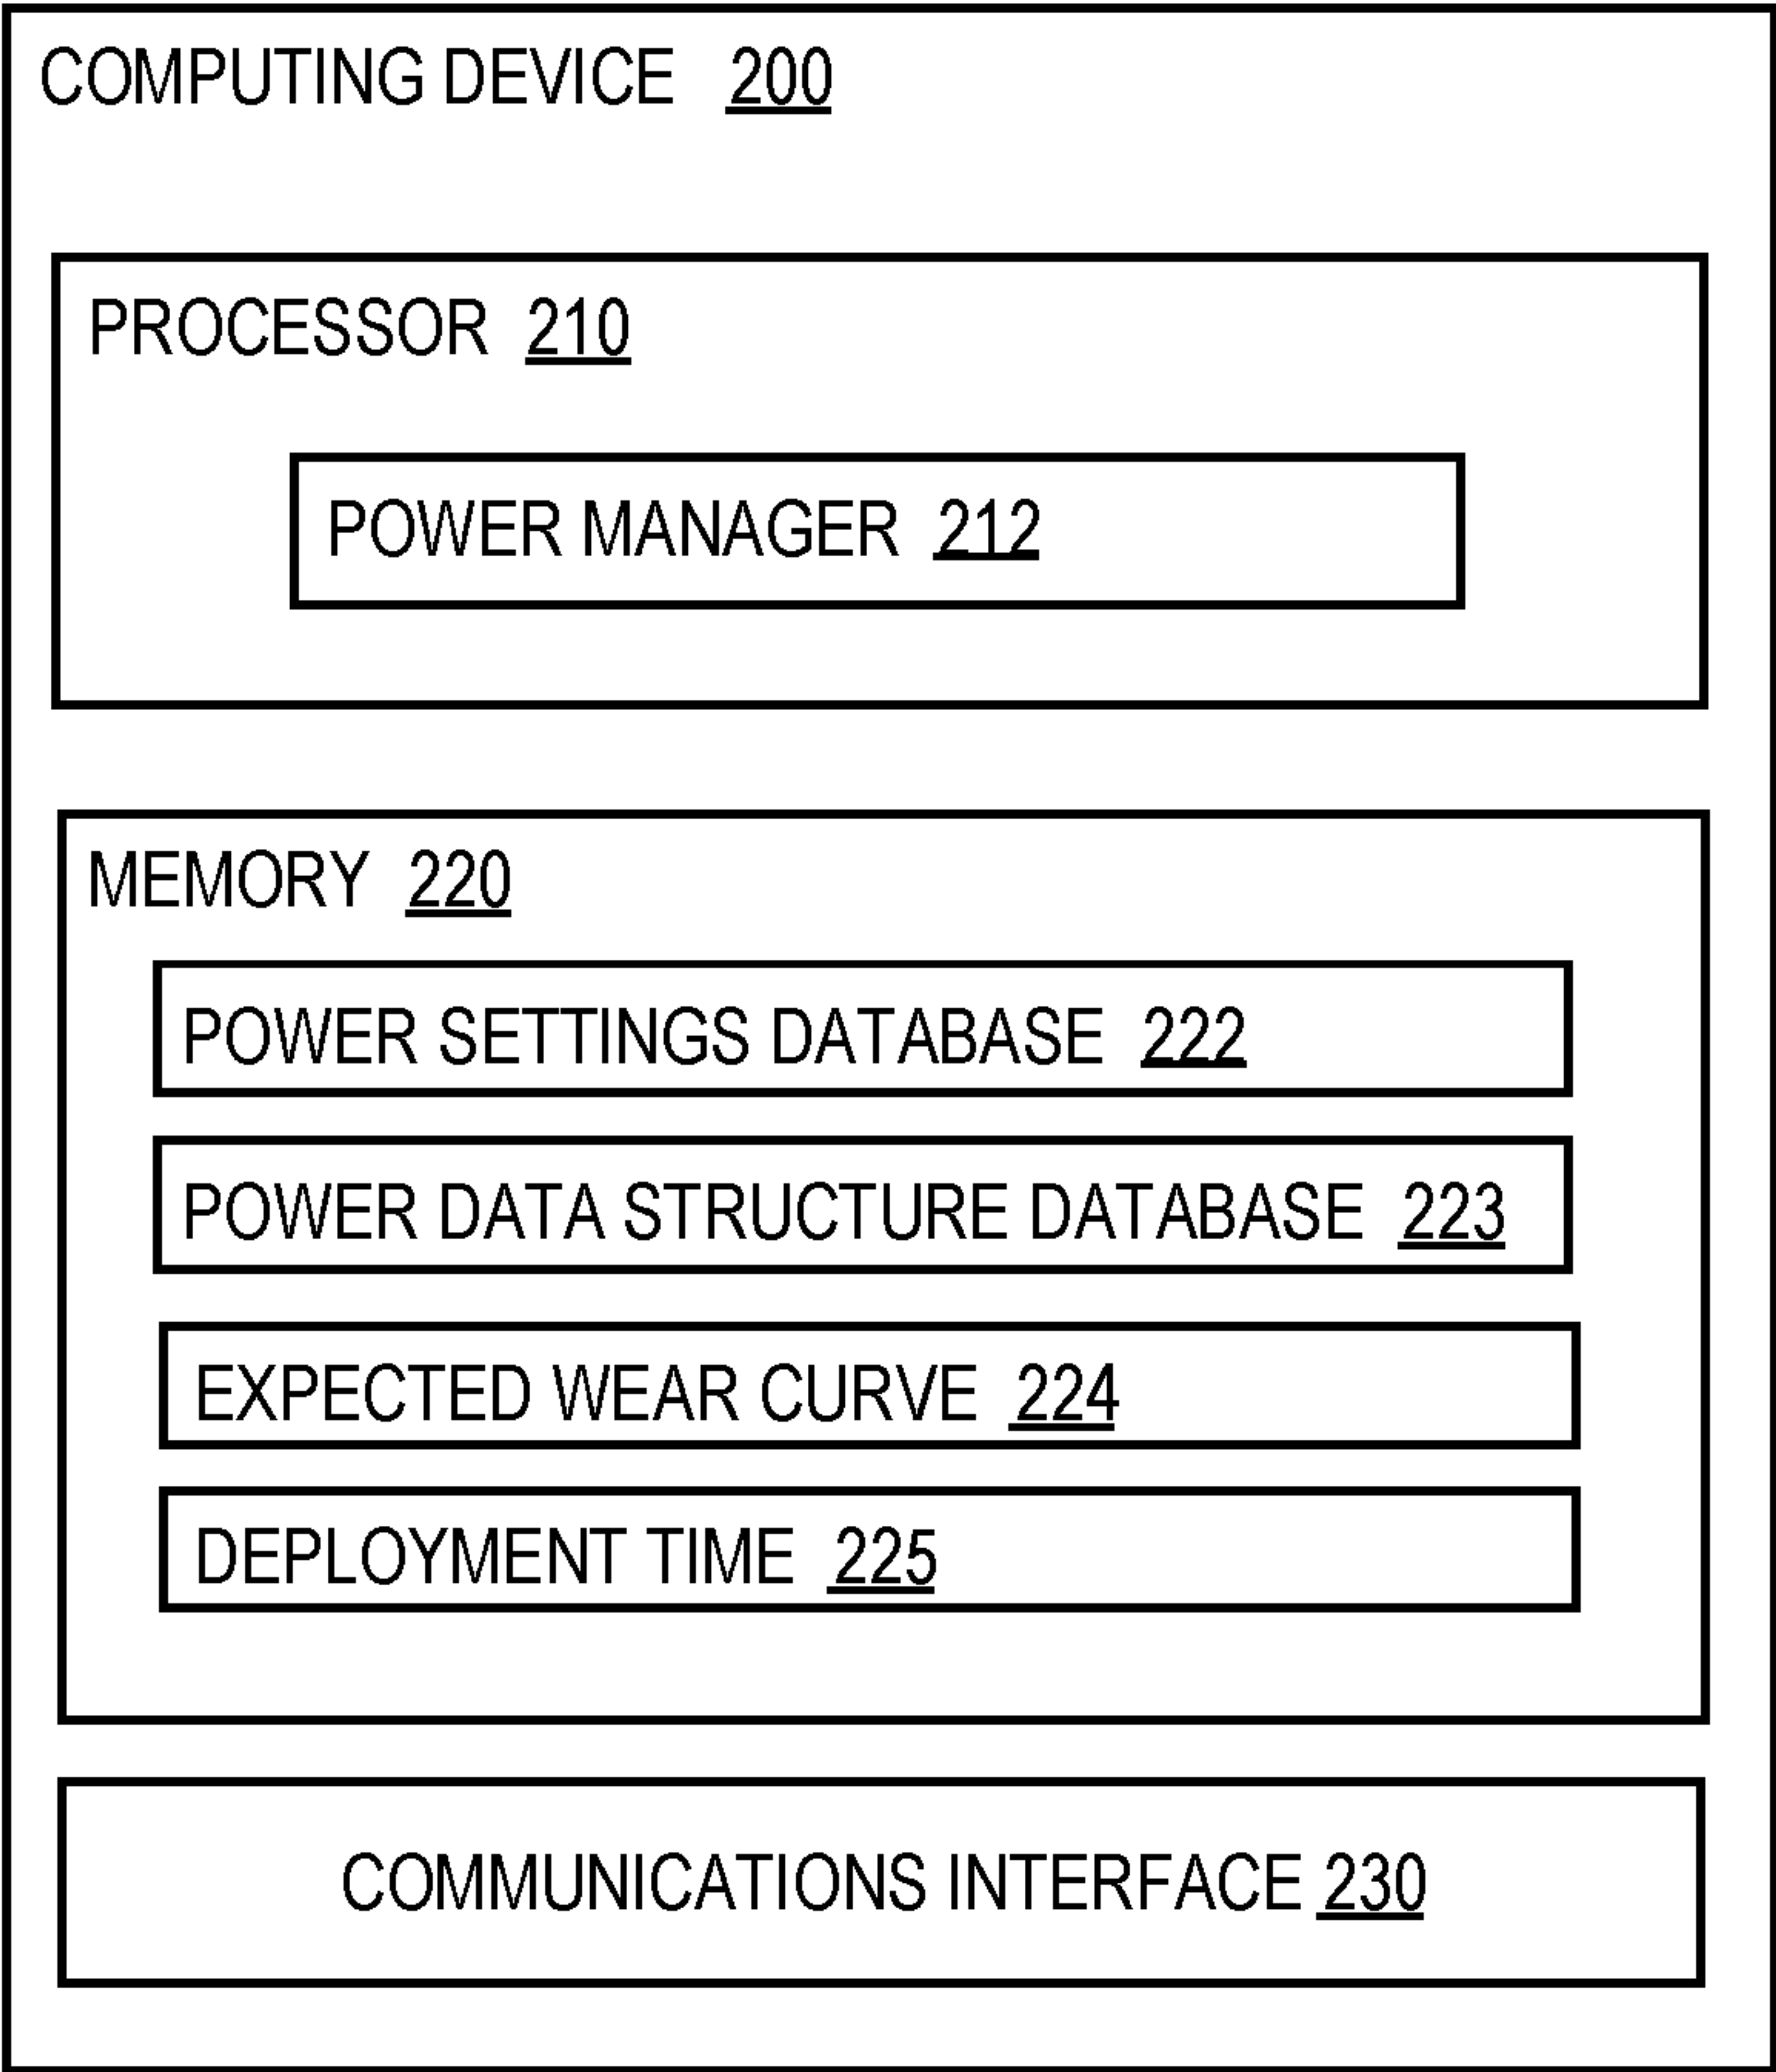 COMPUTING DEVICE 200
PROCESSOR 210
POWER MANAGER 212
MEMORY 220
POWER SETTINGS DATABASE 222
POWER DATA STRUCTURE DATABASE 223
EXPECTED WEAR CURVE 224
DEPLOYMENT TIME 225
COMMUNICATIONS INTERFACE 230